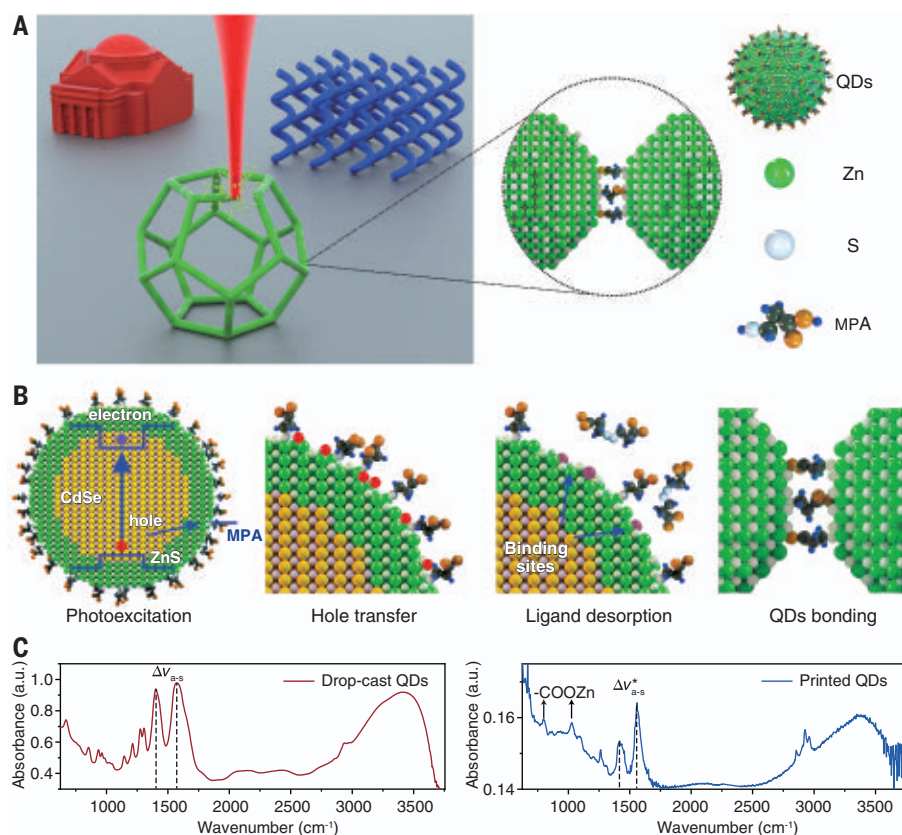 A
QDs
Zn
S
MPA
B
electron
CdSe
hole
MPA
ZnS
Binding
sites
Photoexcitation
Hole transfer
Ligand desorption
QDs bonding
C
Absorbance (a.u.)
1.0
0.8
0.6
0.4
Δν a-s
Drop-cast QDs
1000 1500 2000 2500 3000 3500
Wavenumber (cm⁻¹)
Absorbance (a.u.)
0.16
0.14
-COOZn
Δν* a-s
Printed QDs
1000 1500 2000 2500 3000 3500
Wavenumber (cm⁻¹)